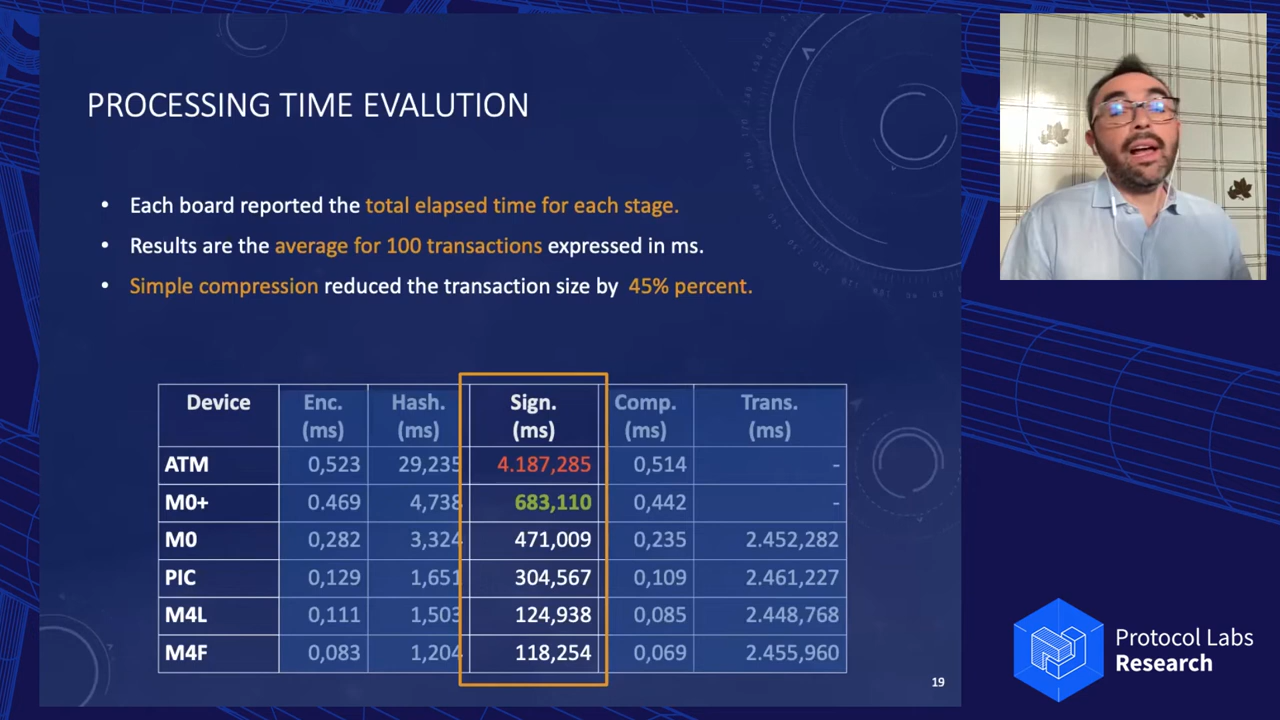 PROCESSING TIME EVALUTION
• Each board reported the total elapsed time for each stage.
• Results are the average for 100 transactions expressed in ms.
• Simple compression reduced the transaction size by 45% percent.
Device Enc. (ms) Hash. (ms) Sign. (ms) Comp. (ms) Trans. (ms)
ATM 0,523 29,235 4.187,285 0,514 -
M0+ 0.469 4,738 683,110 0,442 -
M0 0,282 3,324 471,009 0,235 2.452,282
PIC 0,129 1,651 304,567 0,109 2.461,227
M4L 0,111 1,503 124,938 0,085 2.448,768
M4F 0,083 1,204 118,254 0,069 2.455,960
19
Protocol Labs
Research